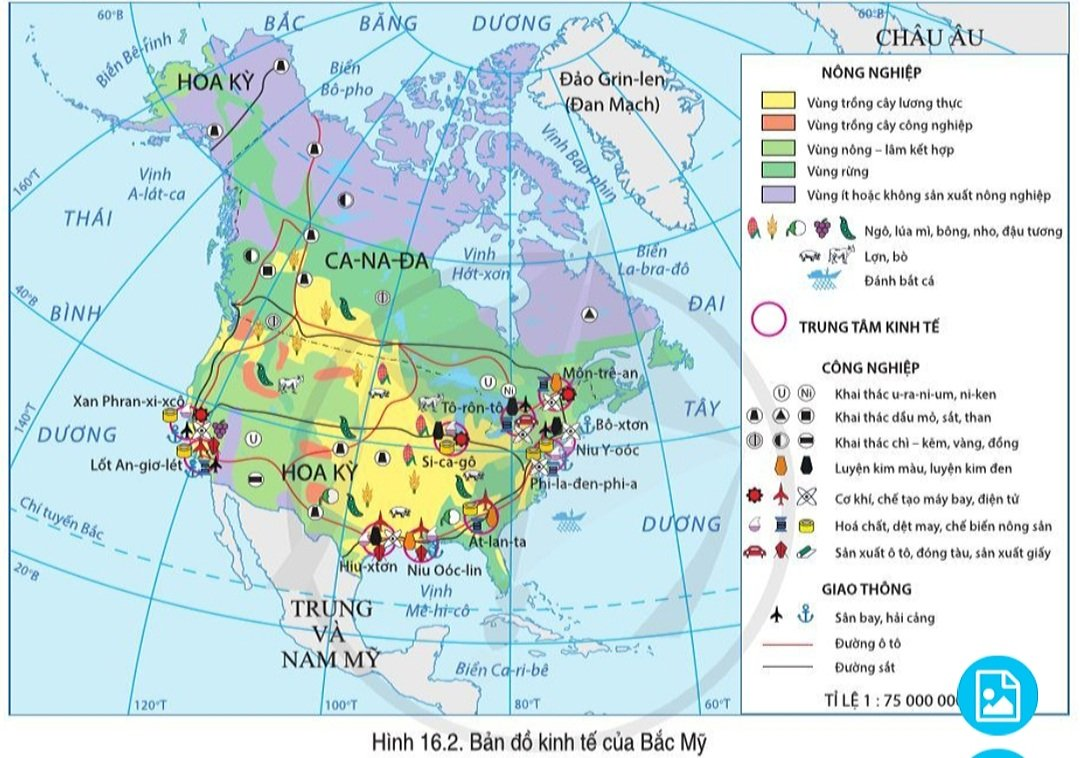 60°B
BẮC BĂNG DƯƠNG
60°B
CHÂU ÂU
Biển Bê-rinh
HOA KỲ
Biển
Bô-pho
Đảo Grin-len
(Đan Mạch)
Vịnh Bap-phin
160°T
Vịnh
A-lát-ca
THÁI
CA-NA-ĐA
Vịnh
Hớt-xơn
Biển
La-bra-đô
ĐẠI
40°B
BÌNH
Môn-trê-an
Xan Phran-xi-xcô
Tô-rôn-tô
TÂY
Bô-xtơn
140°T
DƯƠNG
Lốt An-giơ-lét
HOA KỲ
Si-ca-gô
Niu Y-oóc
Phi-la-đen-phi-a
Chí tuyến Bắc
DƯƠNG
At-lan-ta
20°B
Hiu-xtơn
Niu Oóc-lin
Vịnh
Mê-hi-cô
TRUNG
VÀ
NAM MỸ
Biển Ca-ri-bê
120°T
100°T
80°T
60°T
NÔNG NGHIỆP
Vùng trồng cây lương thực
Vùng trồng cây công nghiệp
Vùng nông – lâm kết hợp
Vùng rừng
Vùng ít hoặc không sản xuất nông nghiệp
Ngô, lúa mì, bông, nho, đậu tương
Lợn, bò
Đánh bắt cá
TRUNG TÂM KINH TẾ
CÔNG NGHIỆP
U Ni Khai thác u-ra-ni-um, ni-ken
Khai thác dầu mỏ, sắt, than
Khai thác chì – kẽm, vàng, đồng
Luyện kim màu, luyện kim đen
Cơ khí, chế tạo máy bay, điện tử
Hoá chất, dệt may, chế biến nông sản
Sản xuất ô tô, đóng tàu, sản xuất giấy
GIAO THÔNG
Sân bay, hải cảng
Đường ô tô
Đường sắt
TỈ LỆ 1 : 75 000 00
Hình 16.2. Bản đồ kinh tế của Bắc Mỹ